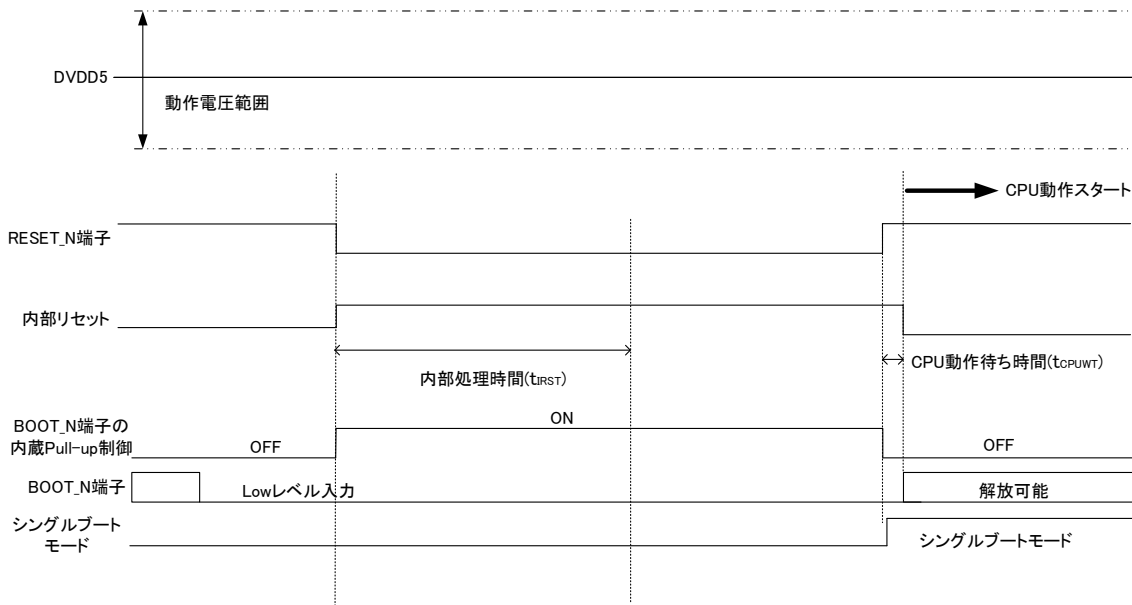 DVDD5
動作電圧範囲
CPU動作スタート
RESET_N端子
内部リセット
内部処理時間(tIRST)
CPU動作待ち時間(tCPUWT)
BOOT_N端子の
内蔵Pull-up制御
OFF
ON
OFF
BOOT_N端子
Lowレベル入力
解放可能
シングルブート
モード
シングルブートモード